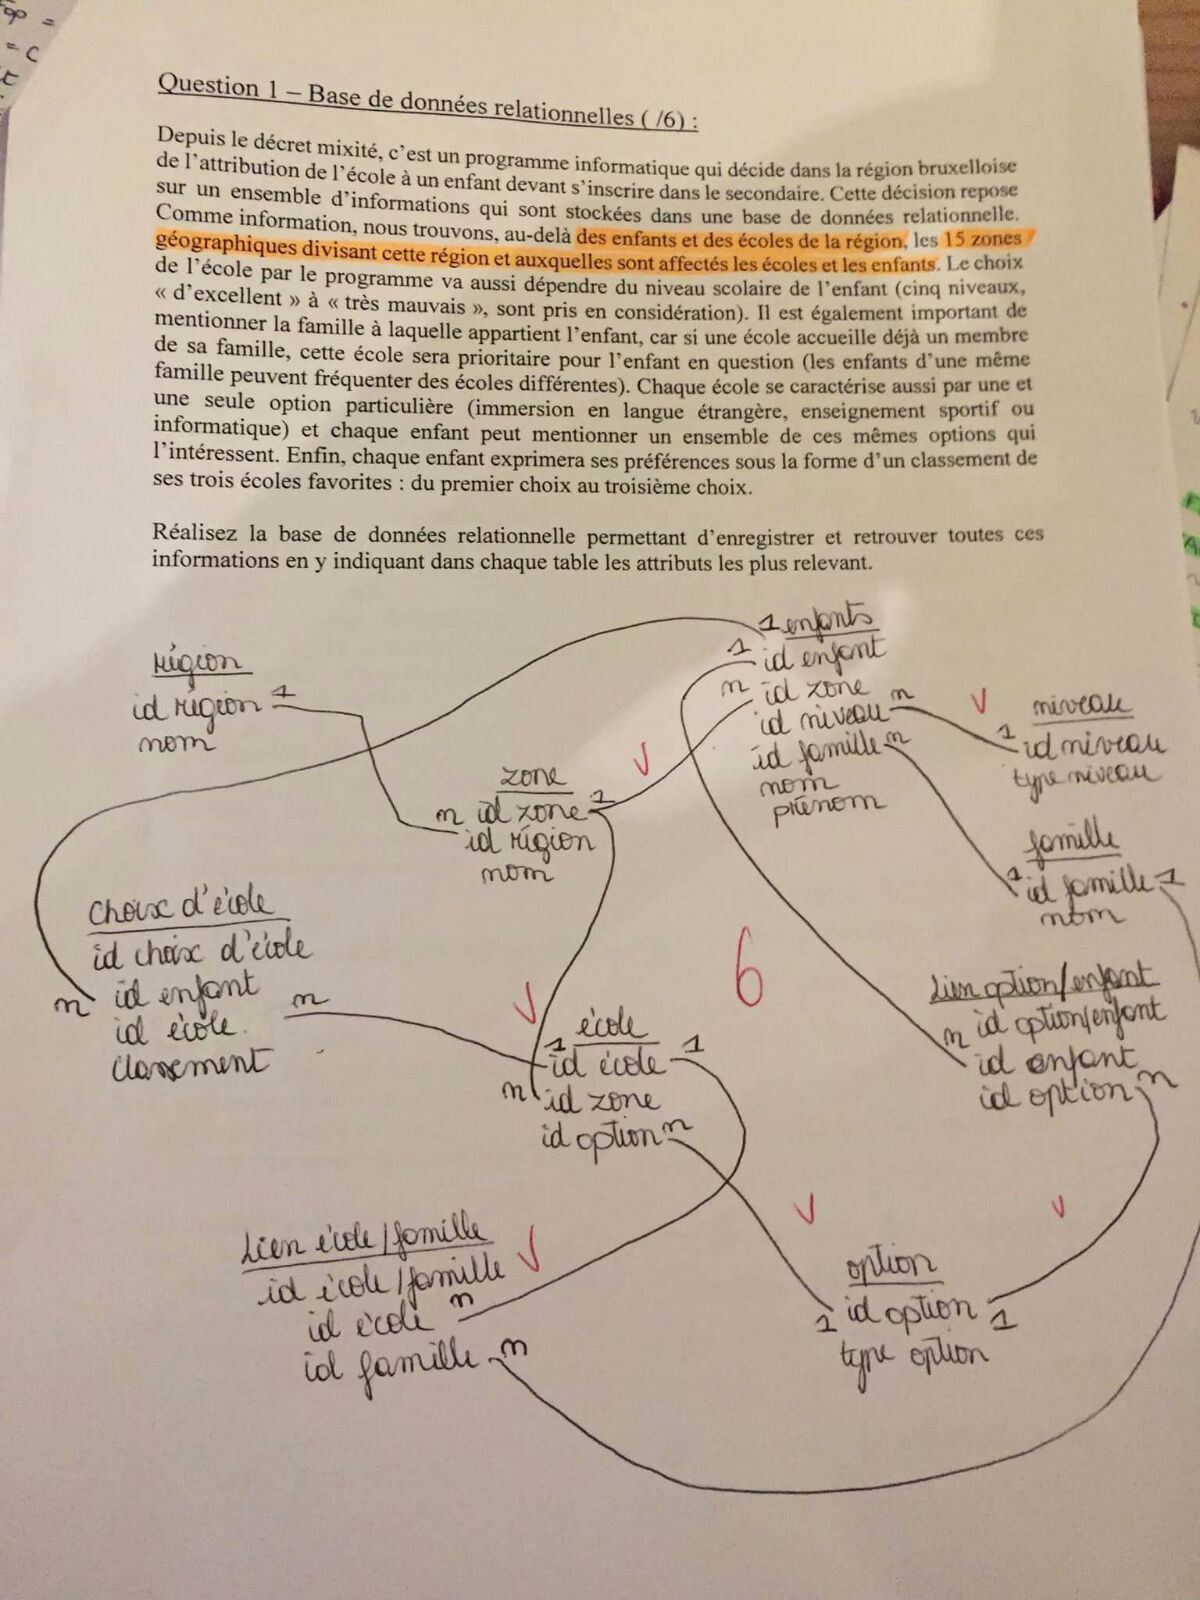 Top =
= C
Question 1 – Base de données relationnelles ( /6) :
Depuis le décret mixité, c'est un programme informatique qui décide dans la région bruxelloise
de l'attribution de l'école à un enfant devant s'inscrire dans le secondaire. Cette décision repose
sur un ensemble d'informations qui sont stockées dans une base de données relationnelle.
Comme information, nous trouvons, au-delà des enfants et des écoles de la région, les 15 zones
géographiques divisant cette région et auxquelles sont affectés les écoles et les enfants. Le choix
de l'école par le programme va aussi dépendre du niveau scolaire de l'enfant (cinq niveaux,
« d'excellent » à « très mauvais », sont pris en considération). Il est également important de
mentionner la famille à laquelle appartient l'enfant, car si une école accueille déjà un membre
de sa famille, cette école sera prioritaire pour l'enfant en question (les enfants d'une même
famille peuvent fréquenter des écoles différentes). Chaque école se caractérise aussi par une et
une seule option particulière (immersion en langue étrangère, enseignement sportif ou
informatique) et chaque enfant peut mentionner un ensemble de ces mêmes options qui
l'intéressent. Enfin, chaque enfant exprimera ses préférences sous la forme d'un classement de
ses trois écoles favorites : du premier choix au troisième choix.
Réalisez la base de données relationnelle permettant d'enregistrer et retrouver toutes ces
informations en y indiquant dans chaque table les attributs les plus relevant.
région
id région 1
nom
1 enfants
1 id enfant
n id zone
id niveau n
id famille n
nom
prénom
niveau
1 id niveau
type niveau
zone
n id zone 1
id région
nom
famille
1 id famille 1
nom
choix d'école
id choix d'école
n id enfant
id école n
classement
6
Lien option/enfant
id option/enfant
n id enfant
id option n
école
1 id école 1
n id zone
id option n
Lien école/famille
id école/famille
id école n
id famille n
option
1 id option 1
type option